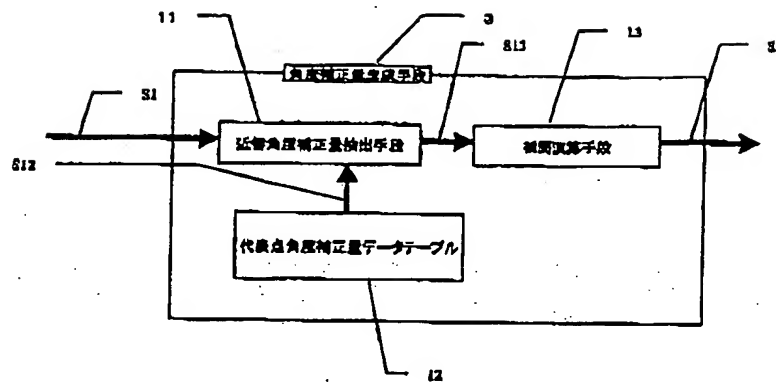 11
3
S13
13
S1
角度補正量生成手段
近傍角度補正量抽出手段
補間演算手段
S12
代表点角度補正量データテーブル
12